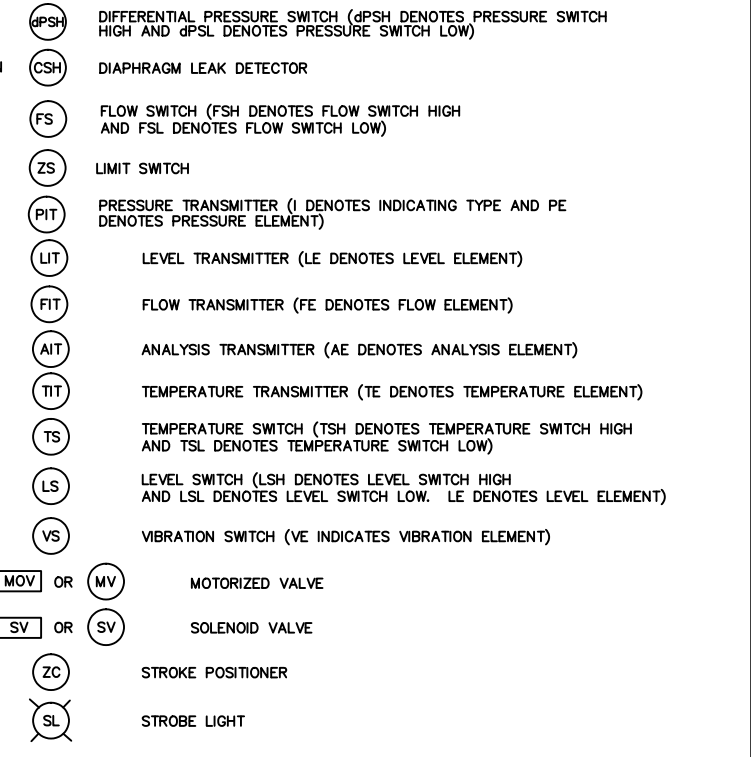 dPSH DIFFERENTIAL PRESSURE SWITCH (dPSH DENOTES PRESSURE SWITCH
HIGH AND dPSL DENOTES PRESSURE SWITCH LOW)
CSH DIAPHRAGM LEAK DETECTOR
FS FLOW SWITCH (FSH DENOTES FLOW SWITCH HIGH
AND FSL DENOTES FLOW SWITCH LOW)
ZS LIMIT SWITCH
PIT PRESSURE TRANSMITTER (I DENOTES INDICATING TYPE AND PE
DENOTES PRESSURE ELEMENT)
LIT LEVEL TRANSMITTER (LE DENOTES LEVEL ELEMENT)
FIT FLOW TRANSMITTER (FE DENOTES FLOW ELEMENT)
AIT ANALYSIS TRANSMITTER (AE DENOTES ANALYSIS ELEMENT)
TIT TEMPERATURE TRANSMITTER (TE DENOTES TEMPERATURE ELEMENT)
TS TEMPERATURE SWITCH (TSH DENOTES TEMPERATURE SWITCH HIGH
AND TSL DENOTES TEMPERATURE SWITCH LOW)
LS LEVEL SWITCH (LSH DENOTES LEVEL SWITCH HIGH
AND LSL DENOTES LEVEL SWITCH LOW. LE DENOTES LEVEL ELEMENT)
VS VIBRATION SWITCH (VE INDICATES VIBRATION ELEMENT)
MOV OR MV MOTORIZED VALVE
SV OR SV SOLENOID VALVE
ZC STROKE POSITIONER
SL STROBE LIGHT